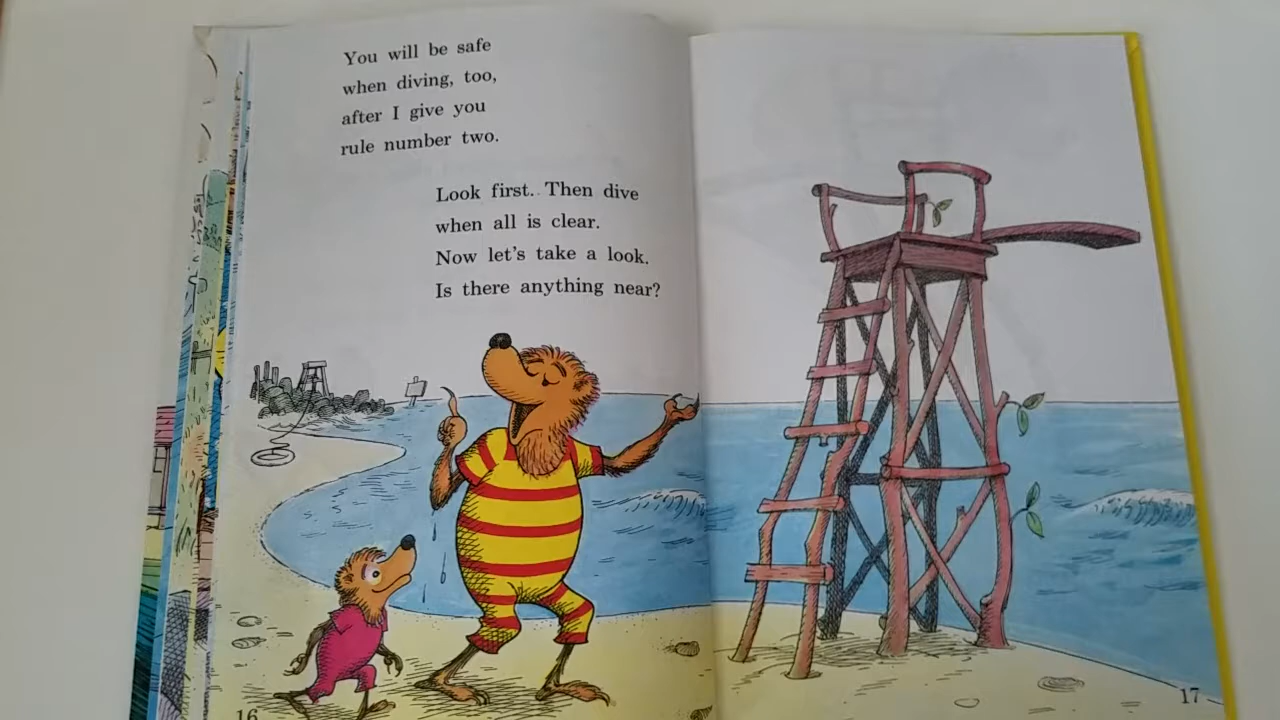 You will be safe
when diving, too,
after I give you
rule number two.
Look first. Then dive
when all is clear.
Now let's take a look.
Is there anything near?
16
17